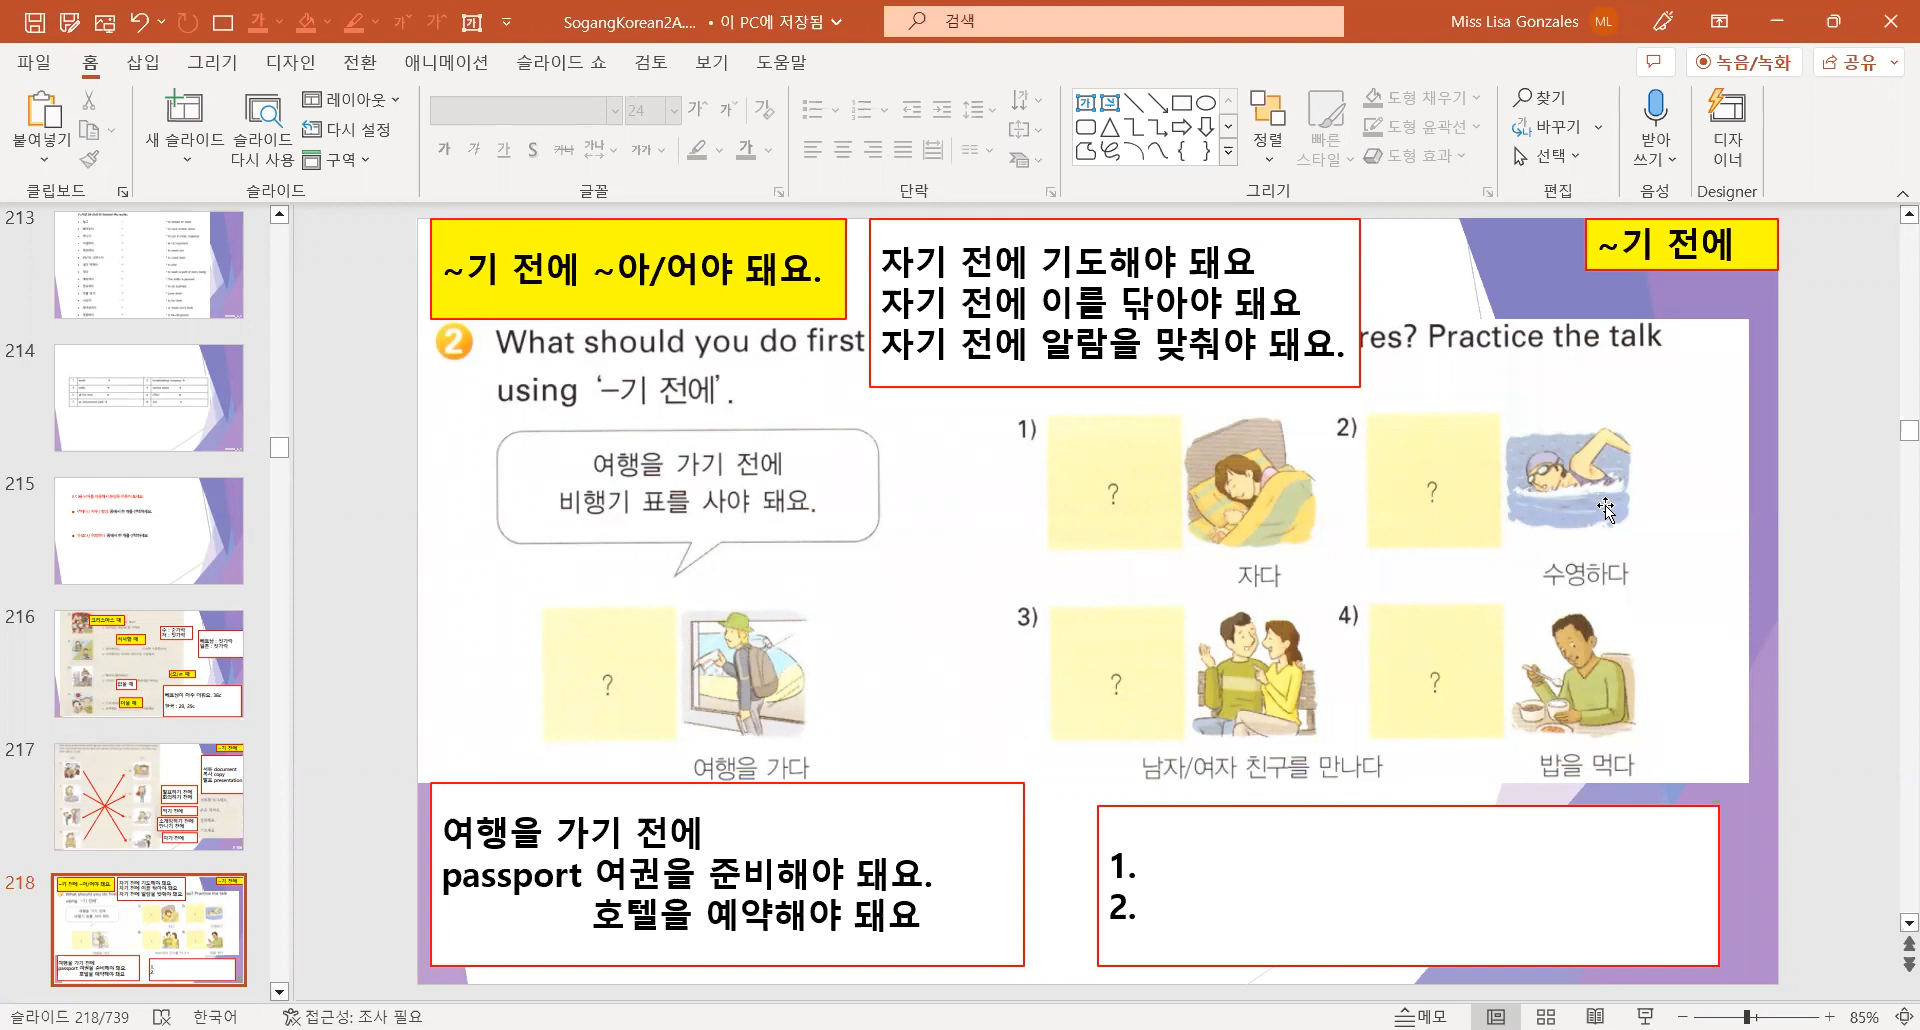 SogangKorean2A.... • 이 PC에 저장됨
검색
Miss Lisa Gonzales ML
파일 홈 삽입 그리기 디자인 전환 애니메이션 슬라이드 쇼 검토 보기 도움말
녹음/녹화 공유
붙여넣기
새 슬라이드
슬라이드 다시 사용
레이아웃
다시 설정
구역
24
가 가 가 S 가나 가나 가가 가
정렬
빠른 스타일
도형 채우기
도형 윤곽선
도형 효과
찾기
바꾸기
선택
받아쓰기
디자이너
클립보드 슬라이드 글꼴 단락 그리기 편집 음성 Designer
213
214
215
216
217
218
~기 전에 ~아/어야 돼요.
자기 전에 기도해야 돼요
자기 전에 이를 닦아야 돼요
자기 전에 알람을 맞춰야 돼요.
~기 전에
2 What should you do first res? Practice the talk
using ‘–기 전에’.
여행을 가기 전에
비행기 표를 사야 돼요.
?
여행을 가다
1) ?
자다
2) ?
수영하다
3) ?
남자/여자 친구를 만나다
4) ?
밥을 먹다
여행을 가기 전에
passport 여권을 준비해야 돼요.
호텔을 예약해야 돼요
1.
2.
슬라이드 218/739 한국어 접근성: 조사 필요
메모 85%